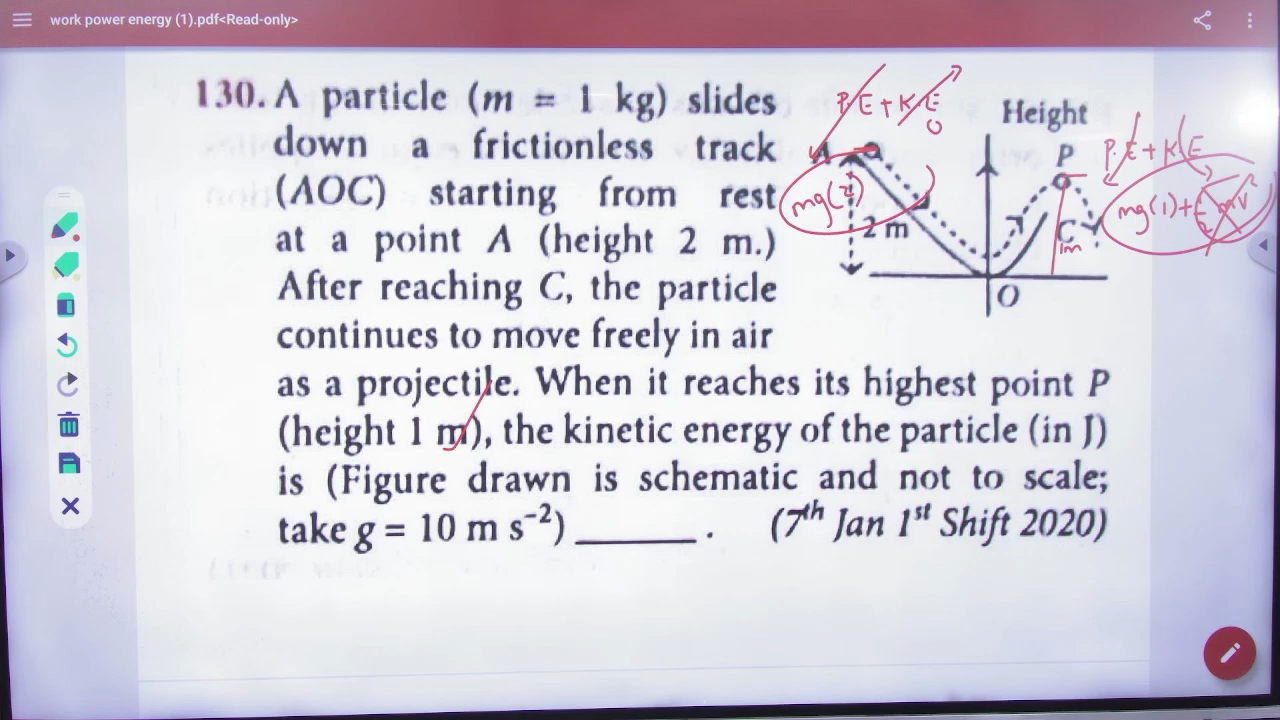 work power energy (1).pdf<Read-only>
130. A particle (m = 1 kg) slides
down a frictionless track
(AOC) starting from rest
at a point A (height 2 m.)
After reaching C, the particle
continues to move freely in air
as a projectile. When it reaches its highest point P
(height 1 m), the kinetic energy of the particle (in J)
is (Figure drawn is schematic and not to scale;
take g = 10 m s⁻²) ______. (7th Jan 1st Shift 2020)
P.E + K.E
0
Height
A
P
P.E + K.E
mg(2)
mg(1)+
2 m
C
1m
O